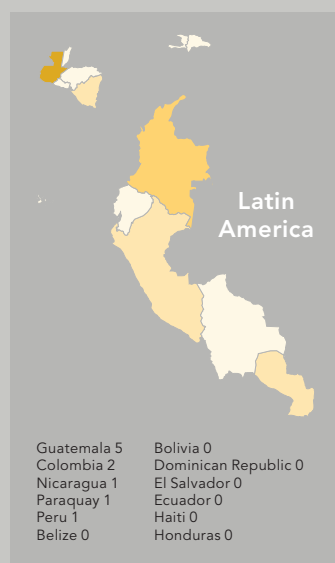 Latin
America
Guatemala 5
Colombia 2
Nicaragua 1
Paraquay 1
Peru 1
Belize 0
Bolivia 0
Dominican Republic 0
El Salvador 0
Ecuador 0
Haiti 0
Honduras 0